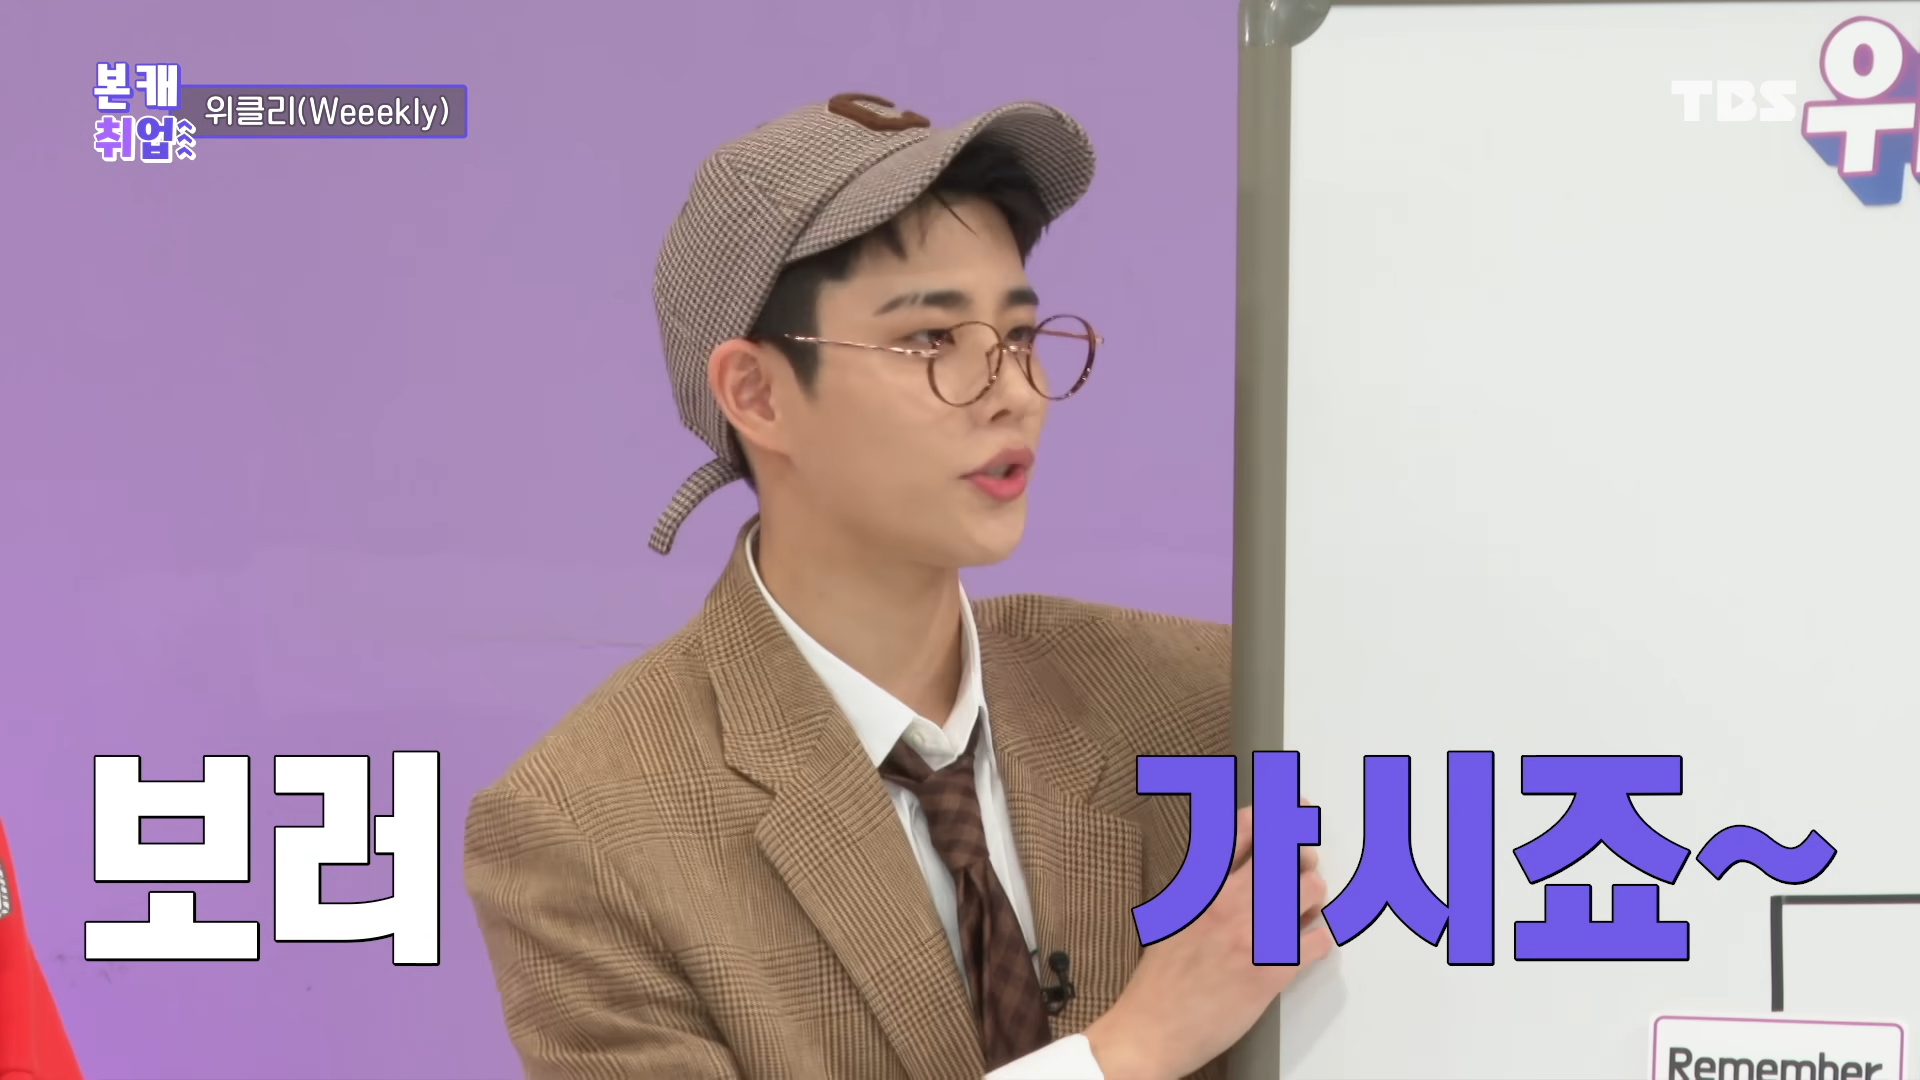 본캐
취업
위클리(Weeekly)
TBS
우
보러 가시죠~
Remember
C